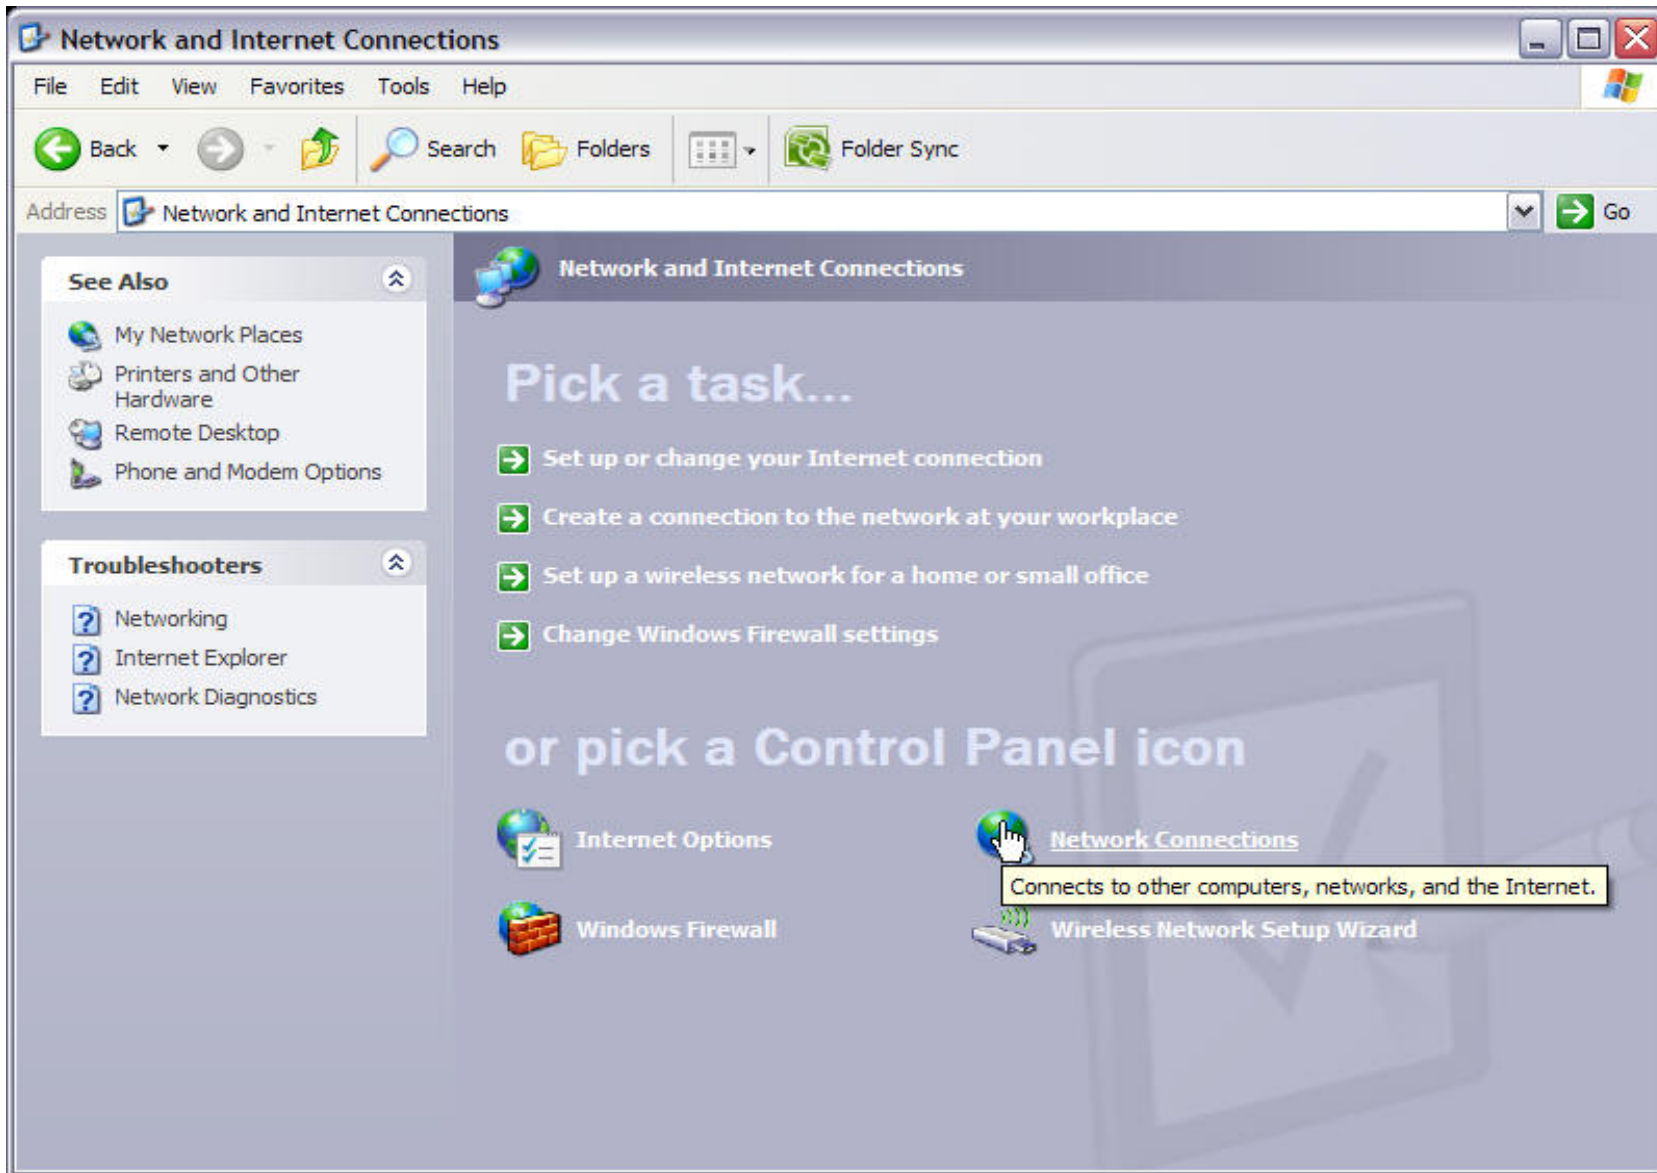 Network and Internet Connections
File Edit View Favorites Tools Help
Back Search Folders Folder Sync
Address Network and Internet Connections Go
See Also
My Network Places
Printers and Other
Hardware
Remote Desktop
Phone and Modem Options
Troubleshooters
Networking
Internet Explorer
Network Diagnostics
Network and Internet Connections
Pick a task...
Set up or change your Internet connection
Create a connection to the network at your workplace
Set up a wireless network for a home or small office
Change Windows Firewall settings
or pick a Control Panel icon
Internet Options
Network Connections
Connects to other computers, networks, and the Internet.
Windows Firewall
Wireless Network Setup Wizard